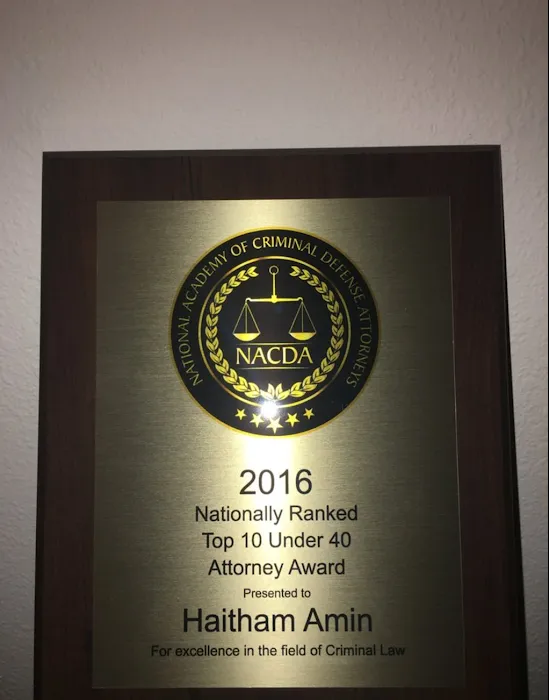 NATIONAL ACADEMY OF CRIMINAL DEFENSE ATTORNEYS
NACDA
2016
Nationally Ranked
Top 10 Under 40
Attorney Award
Presented to
Haitham Amin
For excellence in the field of Criminal Law